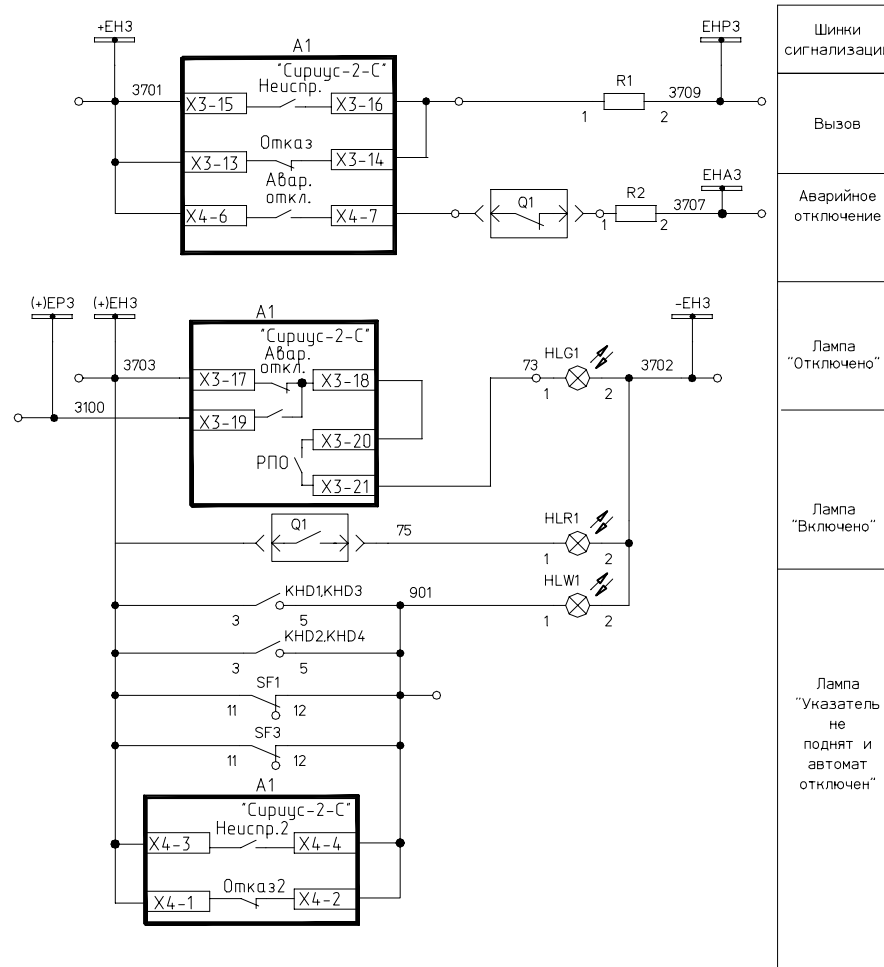 +ЕН3
ЕНР3
Шинки
сигнализации
А1
"Сириус-2-С"
3701
Неиспр.
R1
3709
Х3-15
Х3-16
1
2
Вызов
Отказ
Х3-13
Х3-14
Авар.
откл.
ЕНА3
Х4-6
Х4-7
Q1
R2
3707
1
2
Аварийное
отключение
(+)ЕР3
(+)ЕН3
А1
-ЕН3
"Сириус-2-С"
Авар.
откл.
3703
Х3-17
Х3-18
73
HLG1
3702
1
2
Лампа
"Отключено"
3100
Х3-19
Х3-20
РПО
Х3-21
Q1
75
HLR1
1
2
Лампа
"Включено"
KHD1,KHD3
901
HLW1
3
5
1
2
KHD2,KHD4
3
5
SF1
11
12
SF3
11
12
Лампа
"Указатель
не
поднят и
автомат
отключен"
А1
"Сириус-2-С"
Неиспр.2
Х4-3
Х4-4
Отказ2
Х4-1
Х4-2